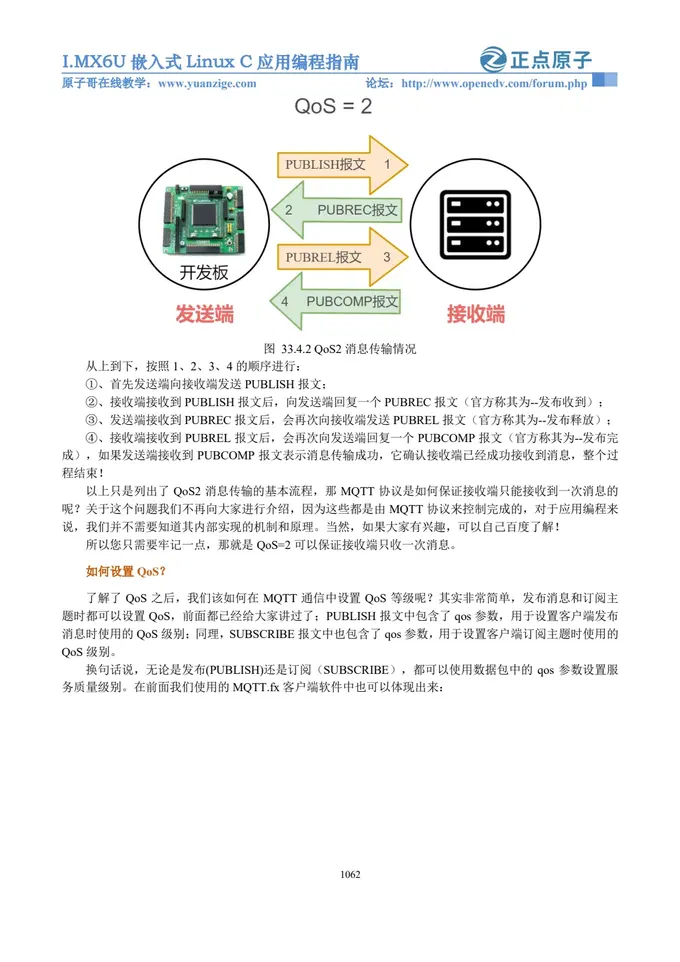 I.MX6U 嵌入式 Linux C 应用编程指南
正点原子
原子哥在线教学：www.yuanzige.com
论坛：http://www.openedv.com/forum.php
QoS = 2
PUBLISH报文 1
2 PUBREC报文
PUBREL报文 3
4 PUBCOMP报文
开发板
发送端
接收端
图 33.4.2 QoS2 消息传输情况
从上到下，按照 1、2、3、4 的顺序进行：
①、首先发送端向接收端发送 PUBLISH 报文；
②、接收端接收到 PUBLISH 报文后，向发送端回复一个 PUBREC 报文（官方称其为--发布收到）；
③、发送端接收到 PUBREC 报文后，会再次向接收端发送 PUBREL 报文（官方称其为--发布释放）；
④、接收端接收到 PUBREL 报文后，会再次向发送端回复一个 PUBCOMP 报文（官方称其为--发布完
成），如果发送端接收到 PUBCOMP 报文表示消息传输成功，它确认接收端已经成功接收到消息，整个过
程结束！
以上只是列出了 QoS2 消息传输的基本流程，那 MQTT 协议是如何保证接收端只能接收到一次消息的
呢？关于这个问题我们不再向大家进行介绍，因为这些都是由 MQTT 协议来控制完成的，对于应用编程来
说，我们并不需要知道其内部实现的机制和原理。当然，如果大家有兴趣，可以自己百度了解！
所以您只需要牢记一点，那就是 QoS=2 可以保证接收端只收一次消息。
如何设置 QoS？
了解了 QoS 之后，我们该如何在 MQTT 通信中设置 QoS 等级呢？其实非常简单，发布消息和订阅主
题时都可以设置 QoS，前面都已经给大家讲过了；PUBLISH 报文中包含了 qos 参数，用于设置客户端发布
消息时使用的 QoS 级别；同理，SUBSCRIBE 报文中也包含了 qos 参数，用于设置客户端订阅主题时使用的
QoS 级别。
换句话说，无论是发布(PUBLISH)还是订阅（SUBSCRIBE），都可以使用数据包中的 qos 参数设置服
务质量级别。在前面我们使用的 MQTT.fx 客户端软件中也可以体现出来：
1062